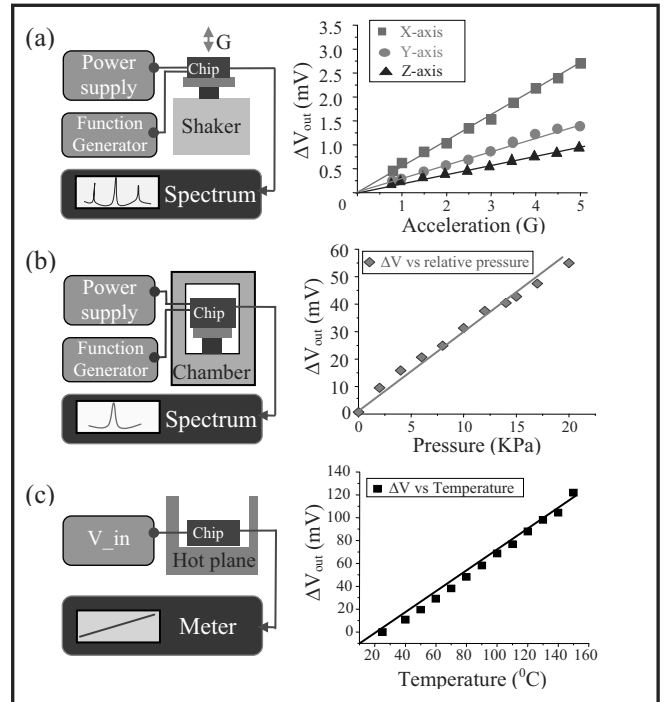 (a)
G
Power
supply
Chip
Function
Generator
Shaker
Spectrum
X-axis
Y-axis
Z-axis
ΔV_out (mV)
3.5
3.0
2.5
2.0
1.5
1.0
0.5
0
0 1 2 3 4 5
Acceleration (G)
(b)
Power
supply
Chip
Function
Generator
Chamber
Spectrum
ΔV vs relative pressure
ΔV_out (mV)
60
50
40
30
20
10
0
0 5 10 15 20
Pressure (KPa)
(c)
V_in
Chip
Hot plane
Meter
ΔV vs Temperature
ΔV_out (mV)
140
120
100
80
60
40
20
0
20 40 60 80 100 120 140 160
Temperature (⁰C)